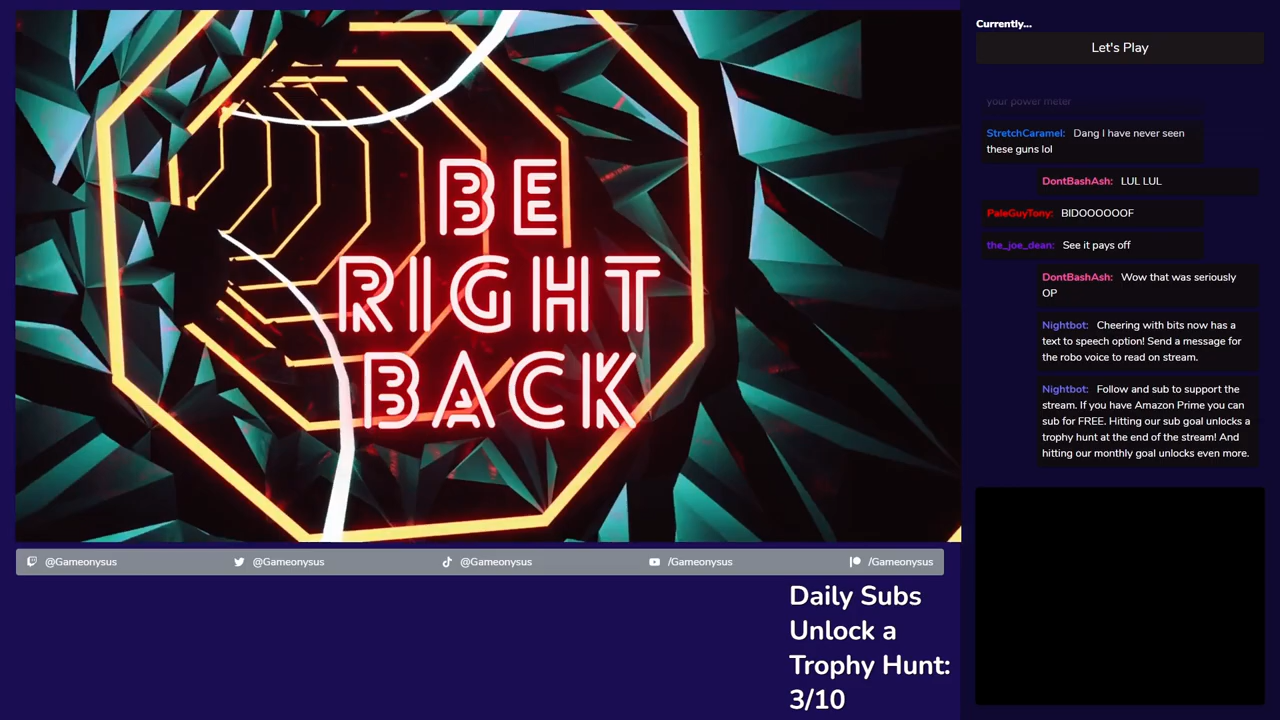 BE
RIGHT
BACK
@Gameonysus
@Gameonysus
@Gameonysus
/Gameonysus
/Gameonysus
Daily Subs
Unlock a
Trophy Hunt:
3/10
Currently...
Let's Play
your power meter
StretchCaramel: Dang I have never seen
these guns lol
DontBashAsh: LUL LUL
PaleGuyTony: BIDOOOOOOF
the_joe_dean: See it pays off
DontBashAsh: Wow that was seriously
OP
Nightbot: Cheering with bits now has a
text to speech option! Send a message for
the robo voice to read on stream.
Nightbot: Follow and sub to support the
stream. If you have Amazon Prime you can
sub for FREE. Hitting our sub goal unlocks a
trophy hunt at the end of the stream! And
hitting our monthly goal unlocks even more.